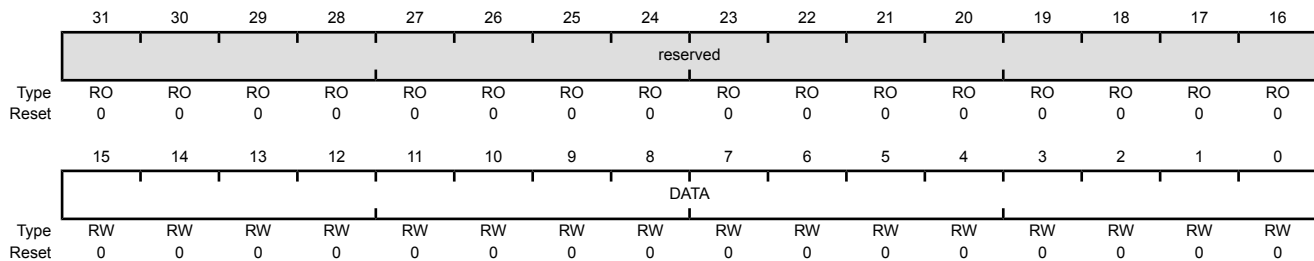 31 30 29 28 27 26 25 24 23 22 21 20 19 18 17 16
reserved
Type RO RO RO RO RO RO RO RO RO RO RO RO RO RO RO RO
Reset 0 0 0 0 0 0 0 0 0 0 0 0 0 0 0 0
15 14 13 12 11 10 9 8 7 6 5 4 3 2 1 0
DATA
Type RW RW RW RW RW RW RW RW RW RW RW RW RW RW RW RW
Reset 0 0 0 0 0 0 0 0 0 0 0 0 0 0 0 0